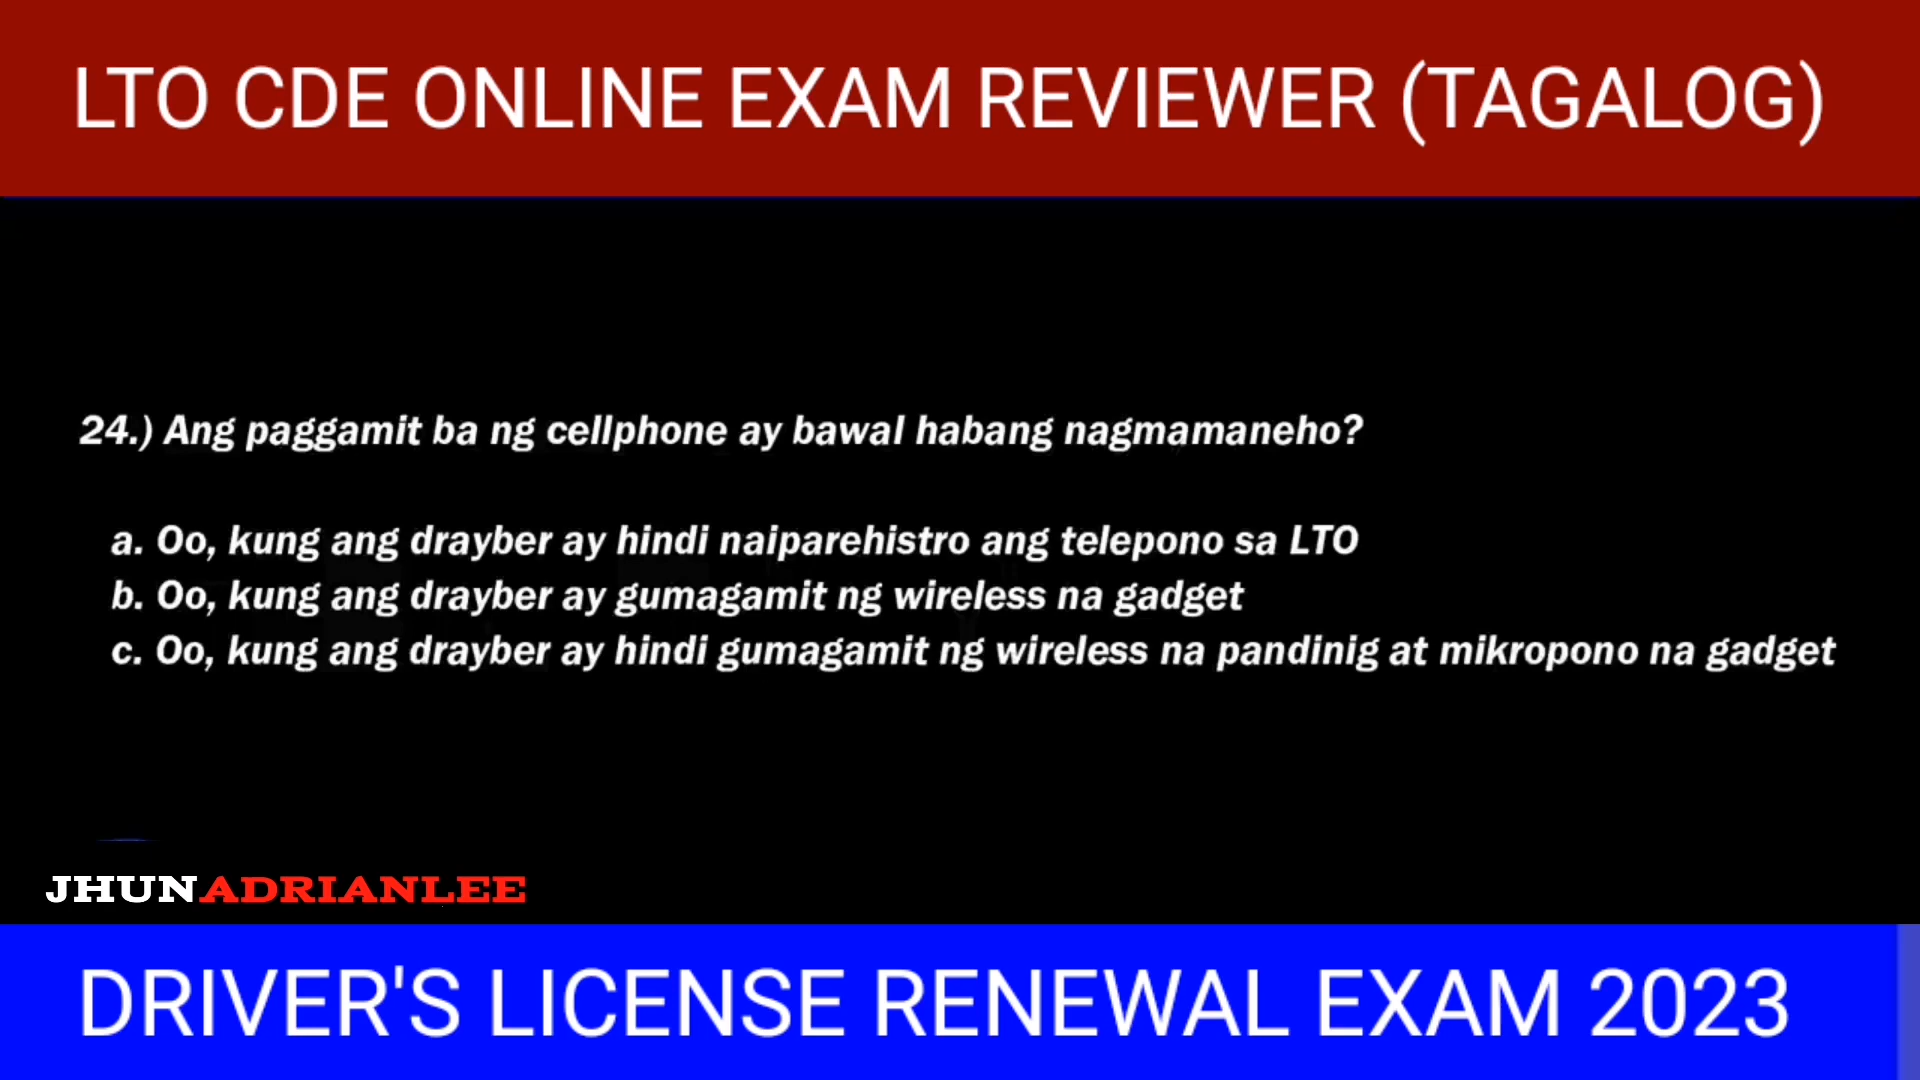 LTO CDE ONLINE EXAM REVIEWER (TAGALOG)
24.) Ang paggamit ba ng cellphone ay bawal habang nagmamaneho?
a. Oo, kung ang drayber ay hindi naiparehistro ang telepono sa LTO
b. Oo, kung ang drayber ay gumagamit ng wireless na gadget
c. Oo, kung ang drayber ay hindi gumagamit ng wireless na pandinig at mikropono na gadget
JHUNADRIANLEE
DRIVER'S LICENSE RENEWAL EXAM 2023